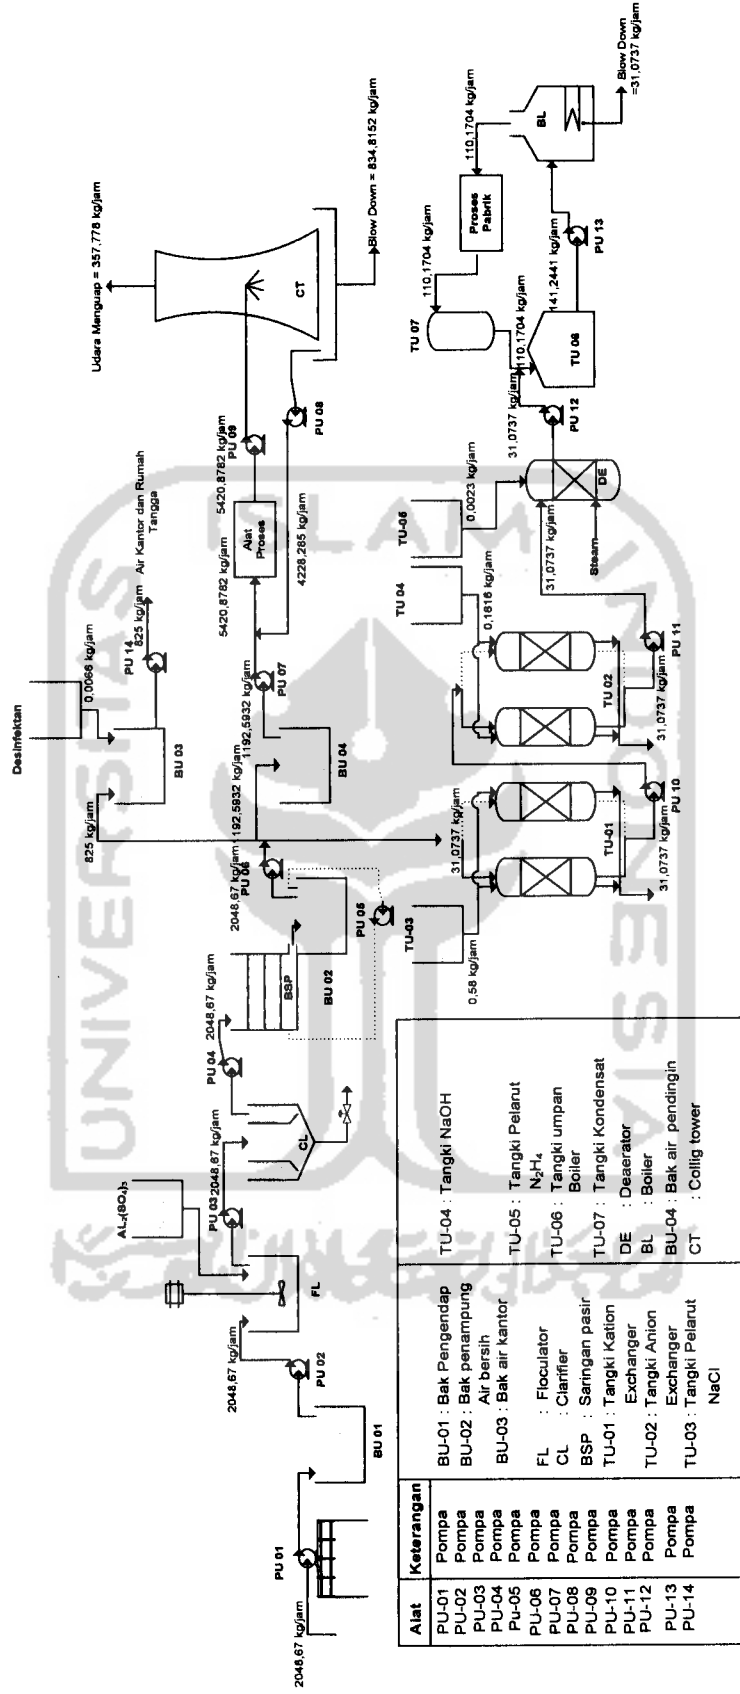 2048,67 kg/jam
PU 01
BU 01
2048,67 kg/jam
PU 02
AL₂(SO₄)₃
FL
PU 03
2048,67 kg/jam
CL
PU 04
2048,67 kg/jam
BSP
BU 02
PU 05
PU 06
2048,67 kg/jam
825 kg/jam
Desinfektan
0,0066 kg/jam
BU 03
PU 14
825 kg/jam
Air Kantor dan Rumah
Tangga
1192,5932 kg/jam
BU 04
1192,5932 kg/jam
PU 07
5420,8782 kg/jam
Alat
Proses
4228,285 kg/jam
5420,8782 kg/jam
PU 09
PU 08
Udara Menguap = 357,778 kg/jam
CT
Blow Down = 834,8152 kg/jam
TU-03
0,58 kg/jam
31,0737 kg/jam
TU-01
31,0737 kg/jam
PU 10
TU 04
0,1616 kg/jam
TU 02
31,0737 kg/jam
PU 11
TU-05
0,0023 kg/jam
31,0737 kg/jam
Steam
DE
31,0737 kg/jam
PU 12
TU 07
110,1704 kg/jam
110,1704 kg/jam
TU 06
141,2441 kg/jam
PU 13
Proses
Pabrik
110,1704 kg/jam
BL
Blow Down
=31,0737 kg/jam
Alat Keterangan
PU-01 Pompa
PU-02 Pompa
PU-03 Pompa
PU-04 Pompa
Pu-05 Pompa
PU-06 Pompa
PU-07 Pompa
PU-08 Pompa
PU-09 Pompa
PU-10 Pompa
PU-11 Pompa
PU-12 Pompa
PU-13 Pompa
PU-14 Pompa
BU-01 : Bak Pengendap
BU-02 : Bak penampung
Air bersih
BU-03 : Bak air kantor
FL : Floculator
CL : Clarifier
BSP : Saringan pasir
TU-01 : Tangki Kation
Exchanger
TU-02 : Tangki Anion
Exchanger
TU-03 : Tangki Pelarut
NaCl
TU-04 : Tangki NaOH
TU-05 : Tangki Pelarut
N₂H₄
TU-06 : Tangki umpan
Boiler
TU-07 : Tangki Kondensat
DE : Deaerator
BL : Boiler
BU-04 : Bak air pendingin
CT : Collig tower
UNIVERSITAS
ISLAM
INDONESIA